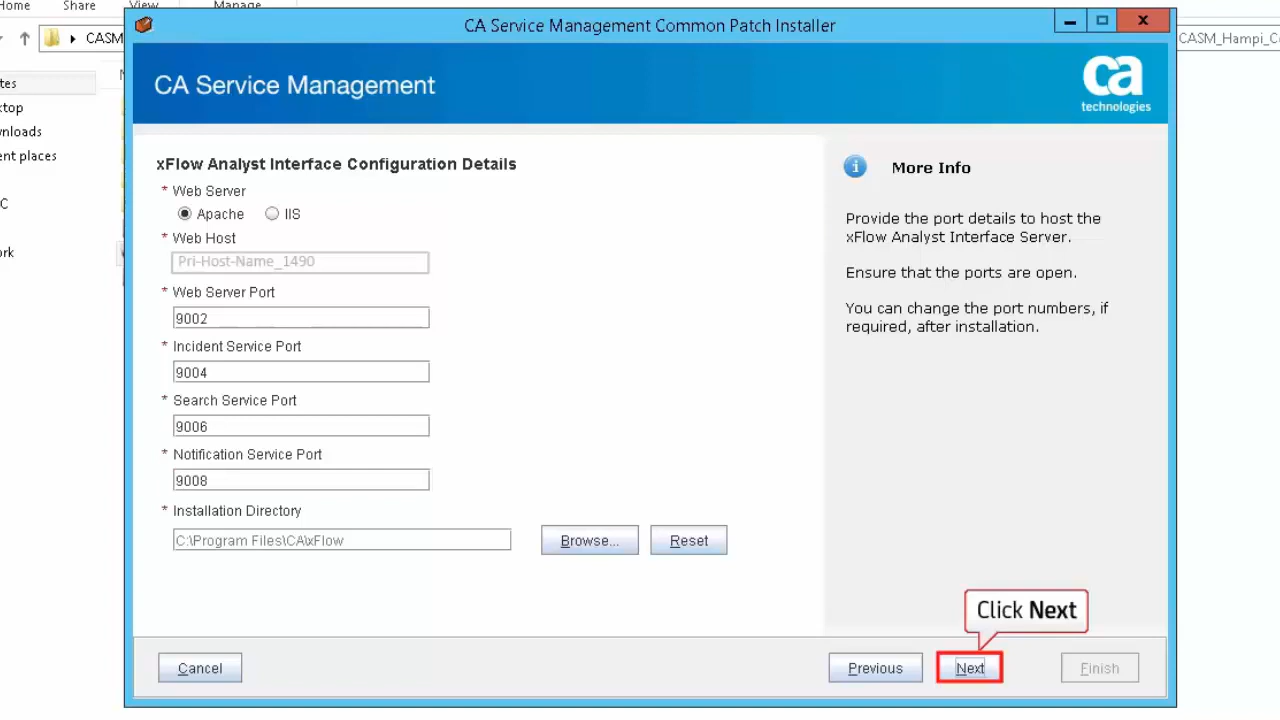 Home Share View Manage
CA Service Management Common Patch Installer
CASM
CASM_Hampi_C
CA Service Management
ca
technologies
tes
ktop
wnloads
ent places
C
ork
xFlow Analyst Interface Configuration Details
* Web Server
Apache IIS
* Web Host
Pri-Host-Name_1490
* Web Server Port
9002
* Incident Service Port
9004
* Search Service Port
9006
* Notification Service Port
9008
* Installation Directory
C:\Program Files\CA\xFlow
Browse... Reset
More Info
Provide the port details to host the
xFlow Analyst Interface Server.
Ensure that the ports are open.
You can change the port numbers, if
required, after installation.
Click Next
Cancel Previous Next Finish